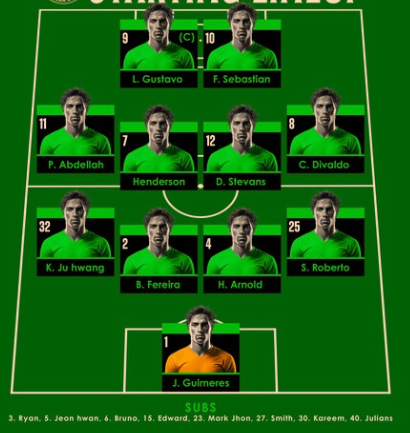 STARTING LINEUP
9
(C)
10
L. Gustavo
F. Sebastian
11
7
12
8
P. Abdellah
Henderson
D. Stevans
C. Divaldo
32
2
4
25
K. Ju hwang
B. Fereira
H. Arnold
S. Roberto
1
J. Guimeres
SUBS
3. Ryan, 5. Jeon hwan, 6. Bruno, 15. Edward, 23. Mark Jhon, 27. Smith, 30. Kareem, 40. Julians